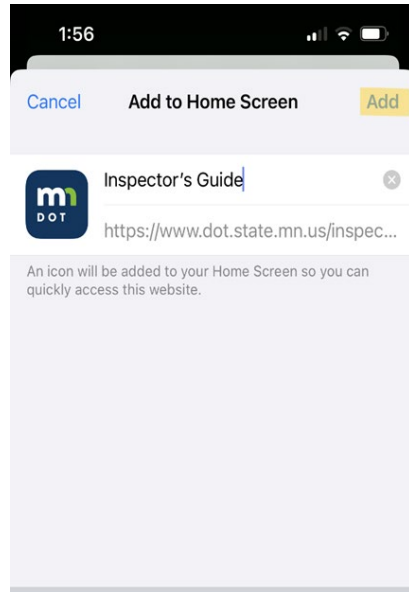 1:56
Cancel Add to Home Screen Add
mn
DOT
Inspector's Guide
https://www.dot.state.mn.us/inspec...
An icon will be added to your Home Screen so you can
quickly access this website.